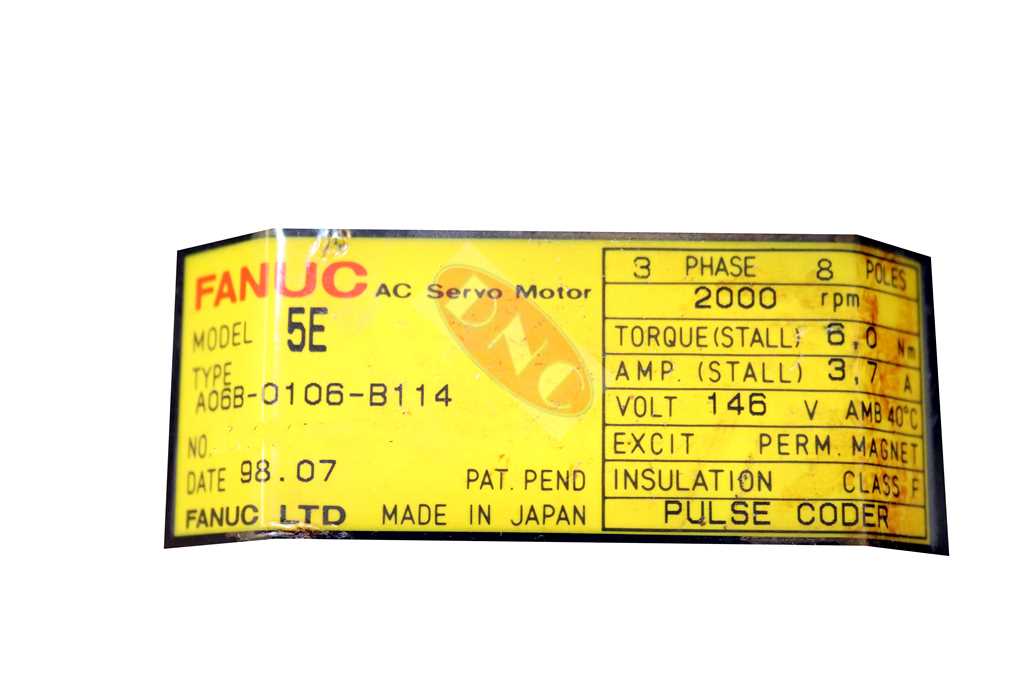 FANUC AC Servo Motor
MODEL 5E
TYPE
A06B-0106-B114
NO.
DATE 98.07 PAT. PEND
FANUC LTD MADE IN JAPAN
3 PHASE 8 POLES
2000 rpm
TORQUE(STALL) 6,0 Nm
AMP. (STALL) 3,7 A
VOLT 146 V AMB 40°C
EXCIT PERM. MAGNET
INSULATION CLASS F
PULSE CODER
DNC